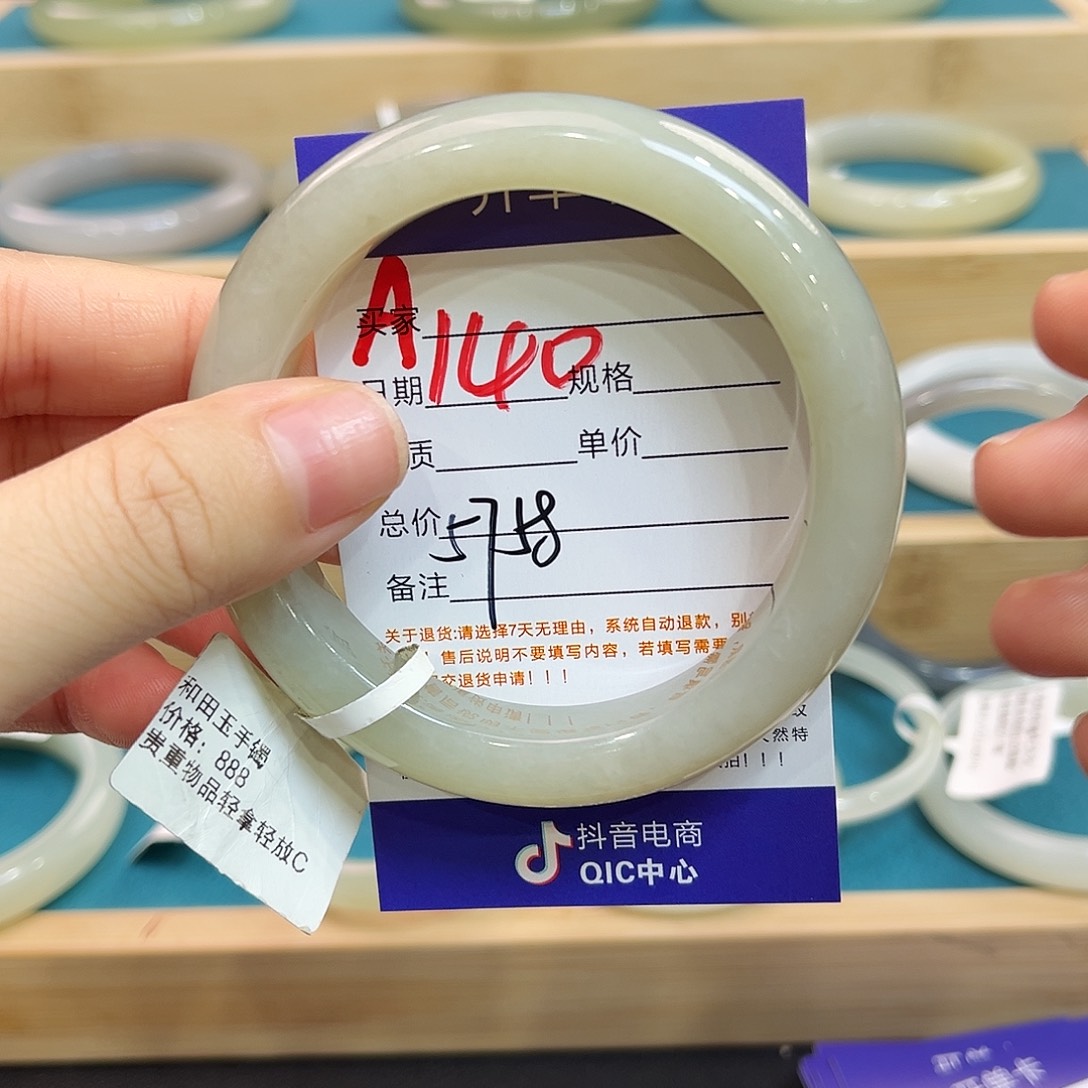 A140
买家
日期 规格
质 单价
总价 5758
备注
关于退货:请选择7天无理由，系统自动退款，别
！售后说明不要填写内容，若填写需要
交退货申请！！！
然特
！！！
抖音电商
QIC中心
和田玉手镯
价格：888
贵重物品轻拿轻放C